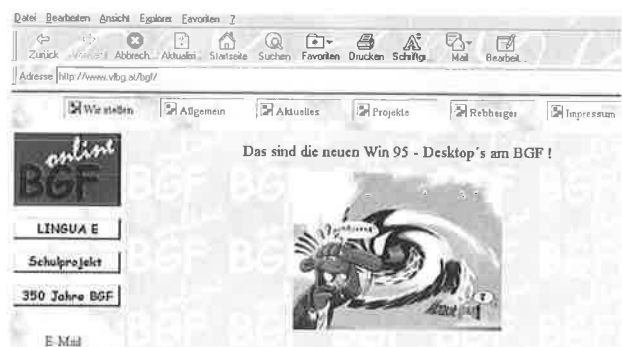 Datei Bearbeiten Ansicht Explorer Favoriten ?
Zurück Vorwärts Abbrech... Aktualisi... Startseite Suchen Favoriten Drucken Schriftgr... Mail Bearbeit...
Adresse http://www.vlbg.at/bgf/
Wir stellen Allgemein Aktuelles Projekte Rebberger Impressum
online
BGF
Das sind die neuen Win 95 - Desktop´s am BGF !
LINGUA E
Schulprojekt
350 Jahre BGF
E-Mail